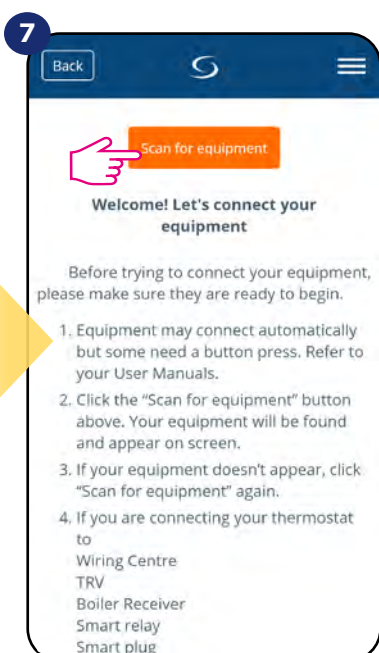 7
Back
Scan for equipment
Welcome! Let's connect your
equipment
Before trying to connect your equipment,
please make sure they are ready to begin.
1. Equipment may connect automatically
but some need a button press. Refer to
your User Manuals.
2. Click the “Scan for equipment” button
above. Your equipment will be found
and appear on screen.
3. If your equipment doesn't appear, click
“Scan for equipment” again.
4. If you are connecting your thermostat
to
Wiring Centre
TRV
Boiler Receiver
Smart relay
Smart plug